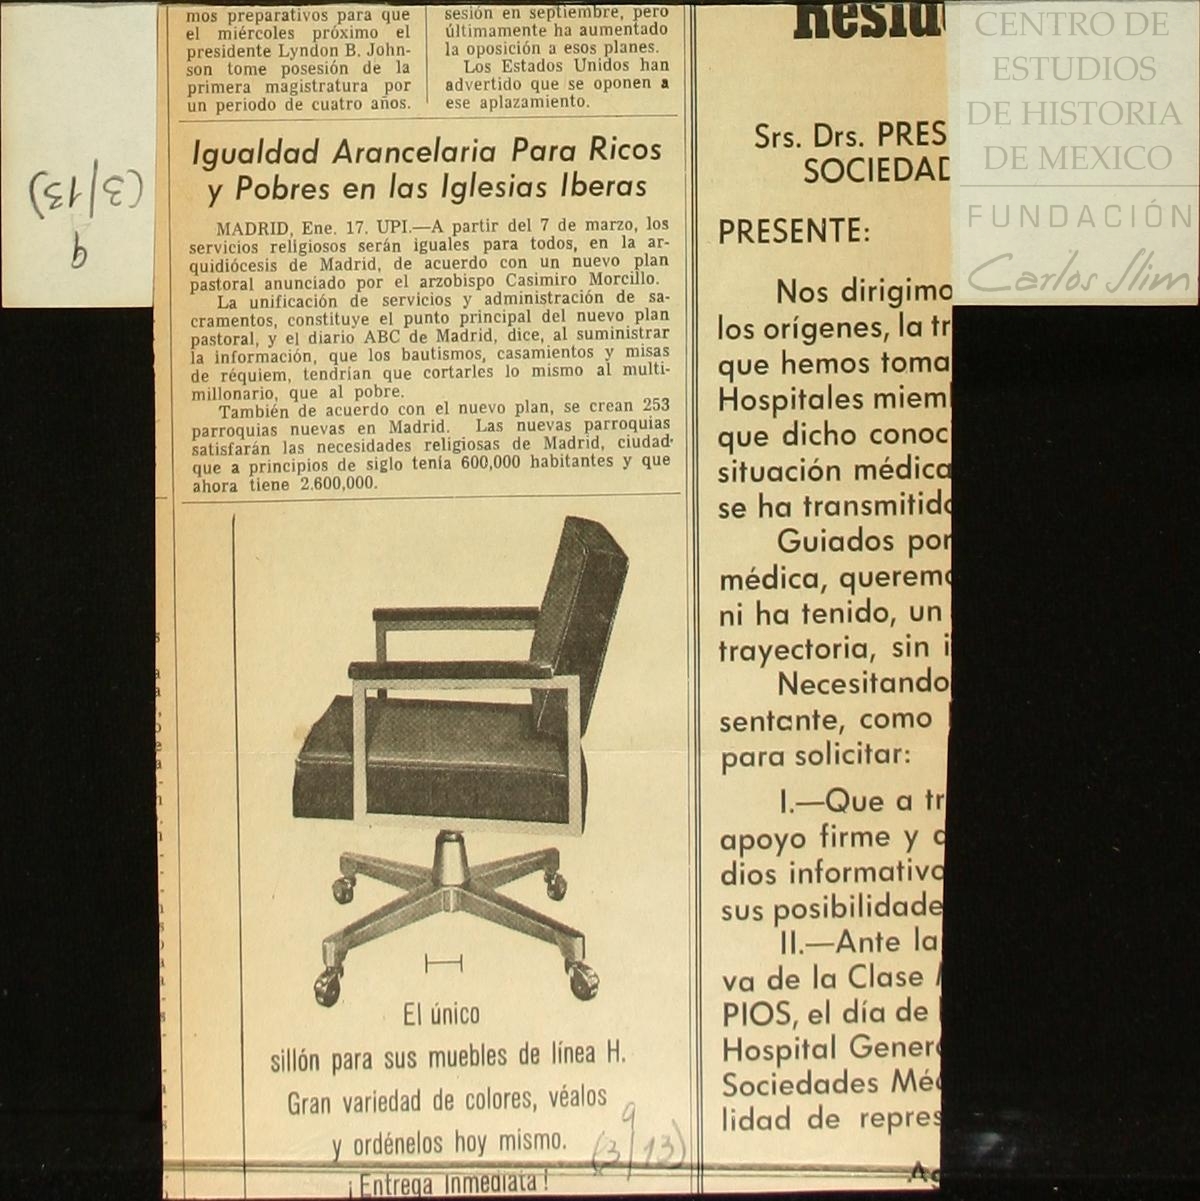 mos preparativos para que
el miércoles próximo el
presidente Lyndon B. John-
son tome posesión de la
primera magistratura por
un periodo de cuatro años.
sesión en septiembre, pero
últimamente ha aumentado
la oposición a esos planes.
Los Estados Unidos han
advertido que se oponen a
ese aplazamiento.
Igualdad Arancelaria Para Ricos
y Pobres en las Iglesias Iberas
MADRID, Ene. 17. UPI.—A partir del 7 de marzo, los
servicios religiosos serán iguales para todos, en la ar-
quidiócesis de Madrid, de acuerdo con un nuevo plan
pastoral anunciado por el arzobispo Casimiro Morcillo.
La unificación de servicios y administración de sa-
cramentos, constituye el punto principal del nuevo plan
pastoral, y el diario ABC de Madrid, dice, al suministrar
la información, que los bautismos, casamientos y misas
de réquiem, tendrían que cortarles lo mismo al multi-
millonario, que al pobre.
También de acuerdo con el nuevo plan, se crean 253
parroquias nuevas en Madrid. Las nuevas parroquias
satisfarán las necesidades religiosas de Madrid, ciudad
que a principios de siglo tenía 600,000 habitantes y que
ahora tiene 2.600,000.
H
El único
sillón para sus muebles de línea H.
Gran variedad de colores, véalos
y ordénelos hoy mismo.
¡Entrega Inmediata!
9
(3/13)
Resid
Srs. Drs. PRES
SOCIEDAD
PRESENTE:
Nos dirigimo
los orígenes, la tr
que hemos toma
Hospitales miem
que dicho conoc
situación médica
se ha transmitido
Guiados por
médica, queremo
ni ha tenido, un
trayectoria, sin i
Necesitando
sentante, como
para solicitar:
I.—Que a tr
apoyo firme y d
dios informativo
sus posibilidade
II.—Ante la
va de la Clase
PIOS, el día de
Hospital Genera
Sociedades Méd
lidad de repres
9
(3/13)
CENTRO DE
ESTUDIOS
DE HISTORIA
DE MEXICO
FUNDACIÓN
Carlos Slim